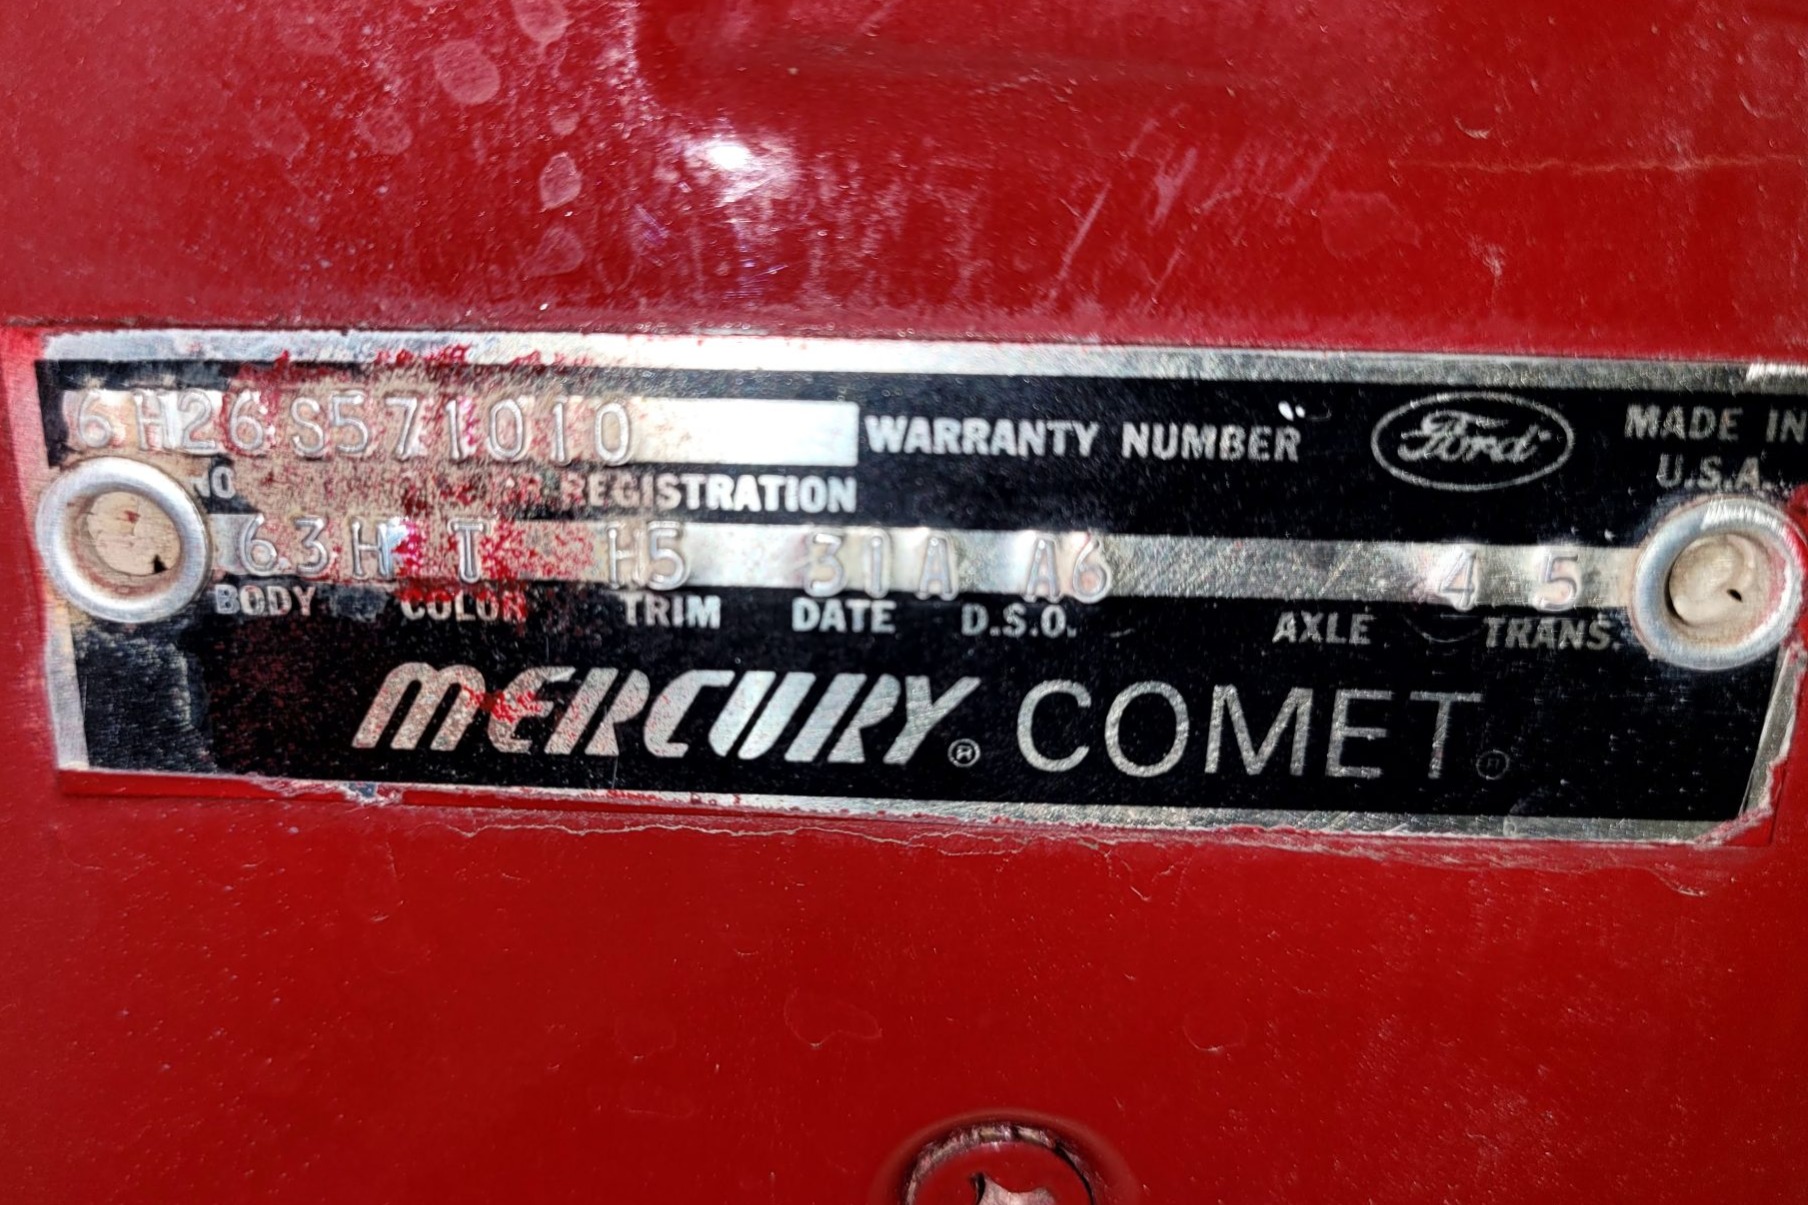 6H26S571010 WARRANTY NUMBER Ford MADE IN
U.S.A.
REGISTRATION
63H T H5 31A A6 4 5
BODY COLOR TRIM DATE D.S.O. AXLE TRANS.
MERCURY® COMET®